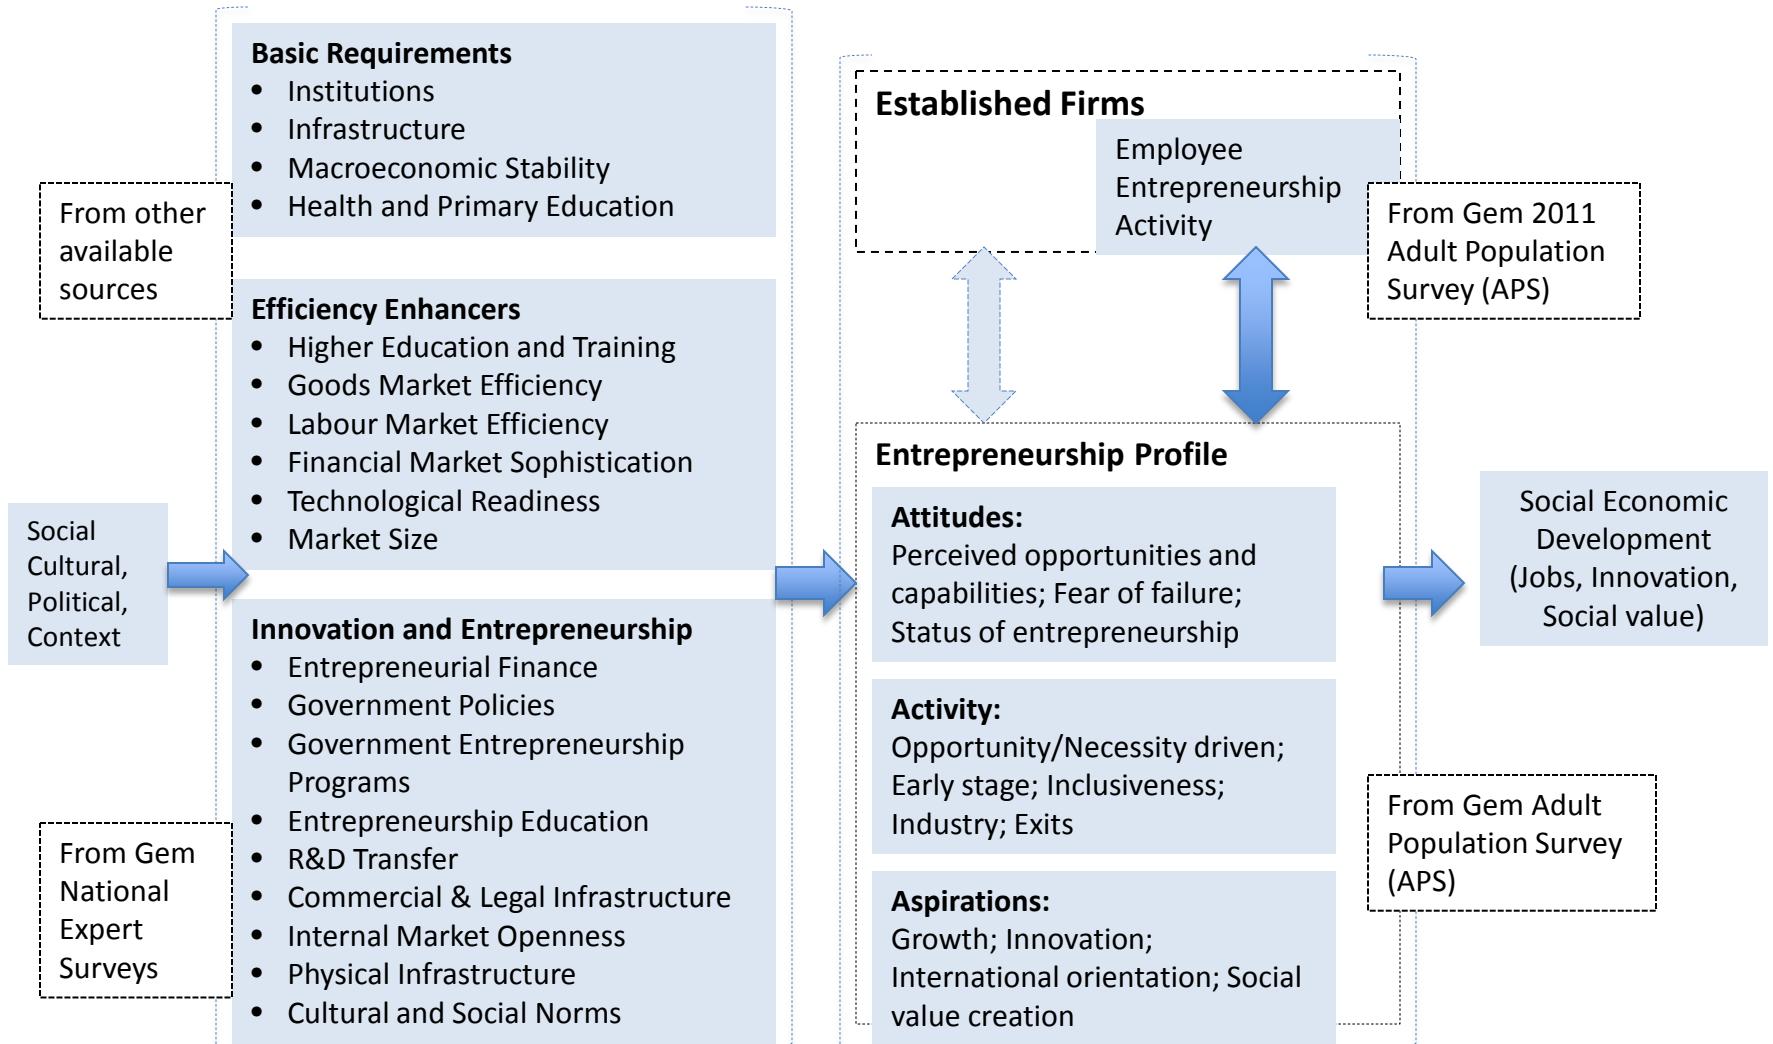 Social
Cultural,
Political,
Context
From other
available
sources
From Gem
National
Expert
Surveys
Basic Requirements
• Institutions
• Infrastructure
• Macroeconomic Stability
• Health and Primary Education
Efficiency Enhancers
• Higher Education and Training
• Goods Market Efficiency
• Labour Market Efficiency
• Financial Market Sophistication
• Technological Readiness
• Market Size
Innovation and Entrepreneurship
• Entrepreneurial Finance
• Government Policies
• Government Entrepreneurship
Programs
• Entrepreneurship Education
• R&D Transfer
• Commercial & Legal Infrastructure
• Internal Market Openness
• Physical Infrastructure
• Cultural and Social Norms
Established Firms
Employee
Entrepreneurship
Activity
From Gem 2011
Adult Population
Survey (APS)
Entrepreneurship Profile
Attitudes:
Perceived opportunities and
capabilities; Fear of failure;
Status of entrepreneurship
Activity:
Opportunity/Necessity driven;
Early stage; Inclusiveness;
Industry; Exits
Aspirations:
Growth; Innovation;
International orientation; Social
value creation
From Gem Adult
Population Survey
(APS)
Social Economic
Development
(Jobs, Innovation,
Social value)